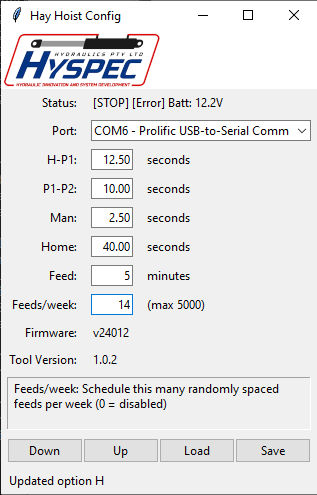 Hay Hoist Config
HYDRAULICS PTY LTD
HYSPEC
HYDRAULIC INNOVATION AND SYSTEM DEVELOPMENT
Status: [STOP] [Error] Batt: 12.2V
Port: COM6 - Prolific USB-to-Serial Comm
H-P1: 12.50 seconds
P1-P2: 10.00 seconds
Man: 2.50 seconds
Home: 40.00 seconds
Feed: 5 minutes
Feeds/week: 14 (max 5000)
Firmware: v24012
Tool Version: 1.0.2
Feeds/week: Schedule this many randomly spaced
feeds per week (0 = disabled)
Down Up Load Save
Updated option H